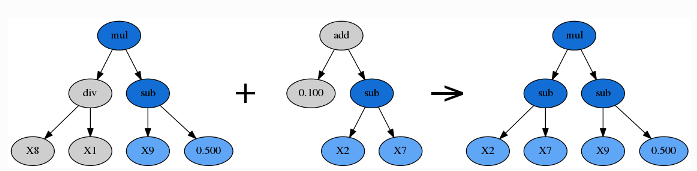 mul + add ⇒ mul
div sub 0.100 sub sub sub
X8 X1 X9 0.500 X2 X7 X2 X7 X9 0.500